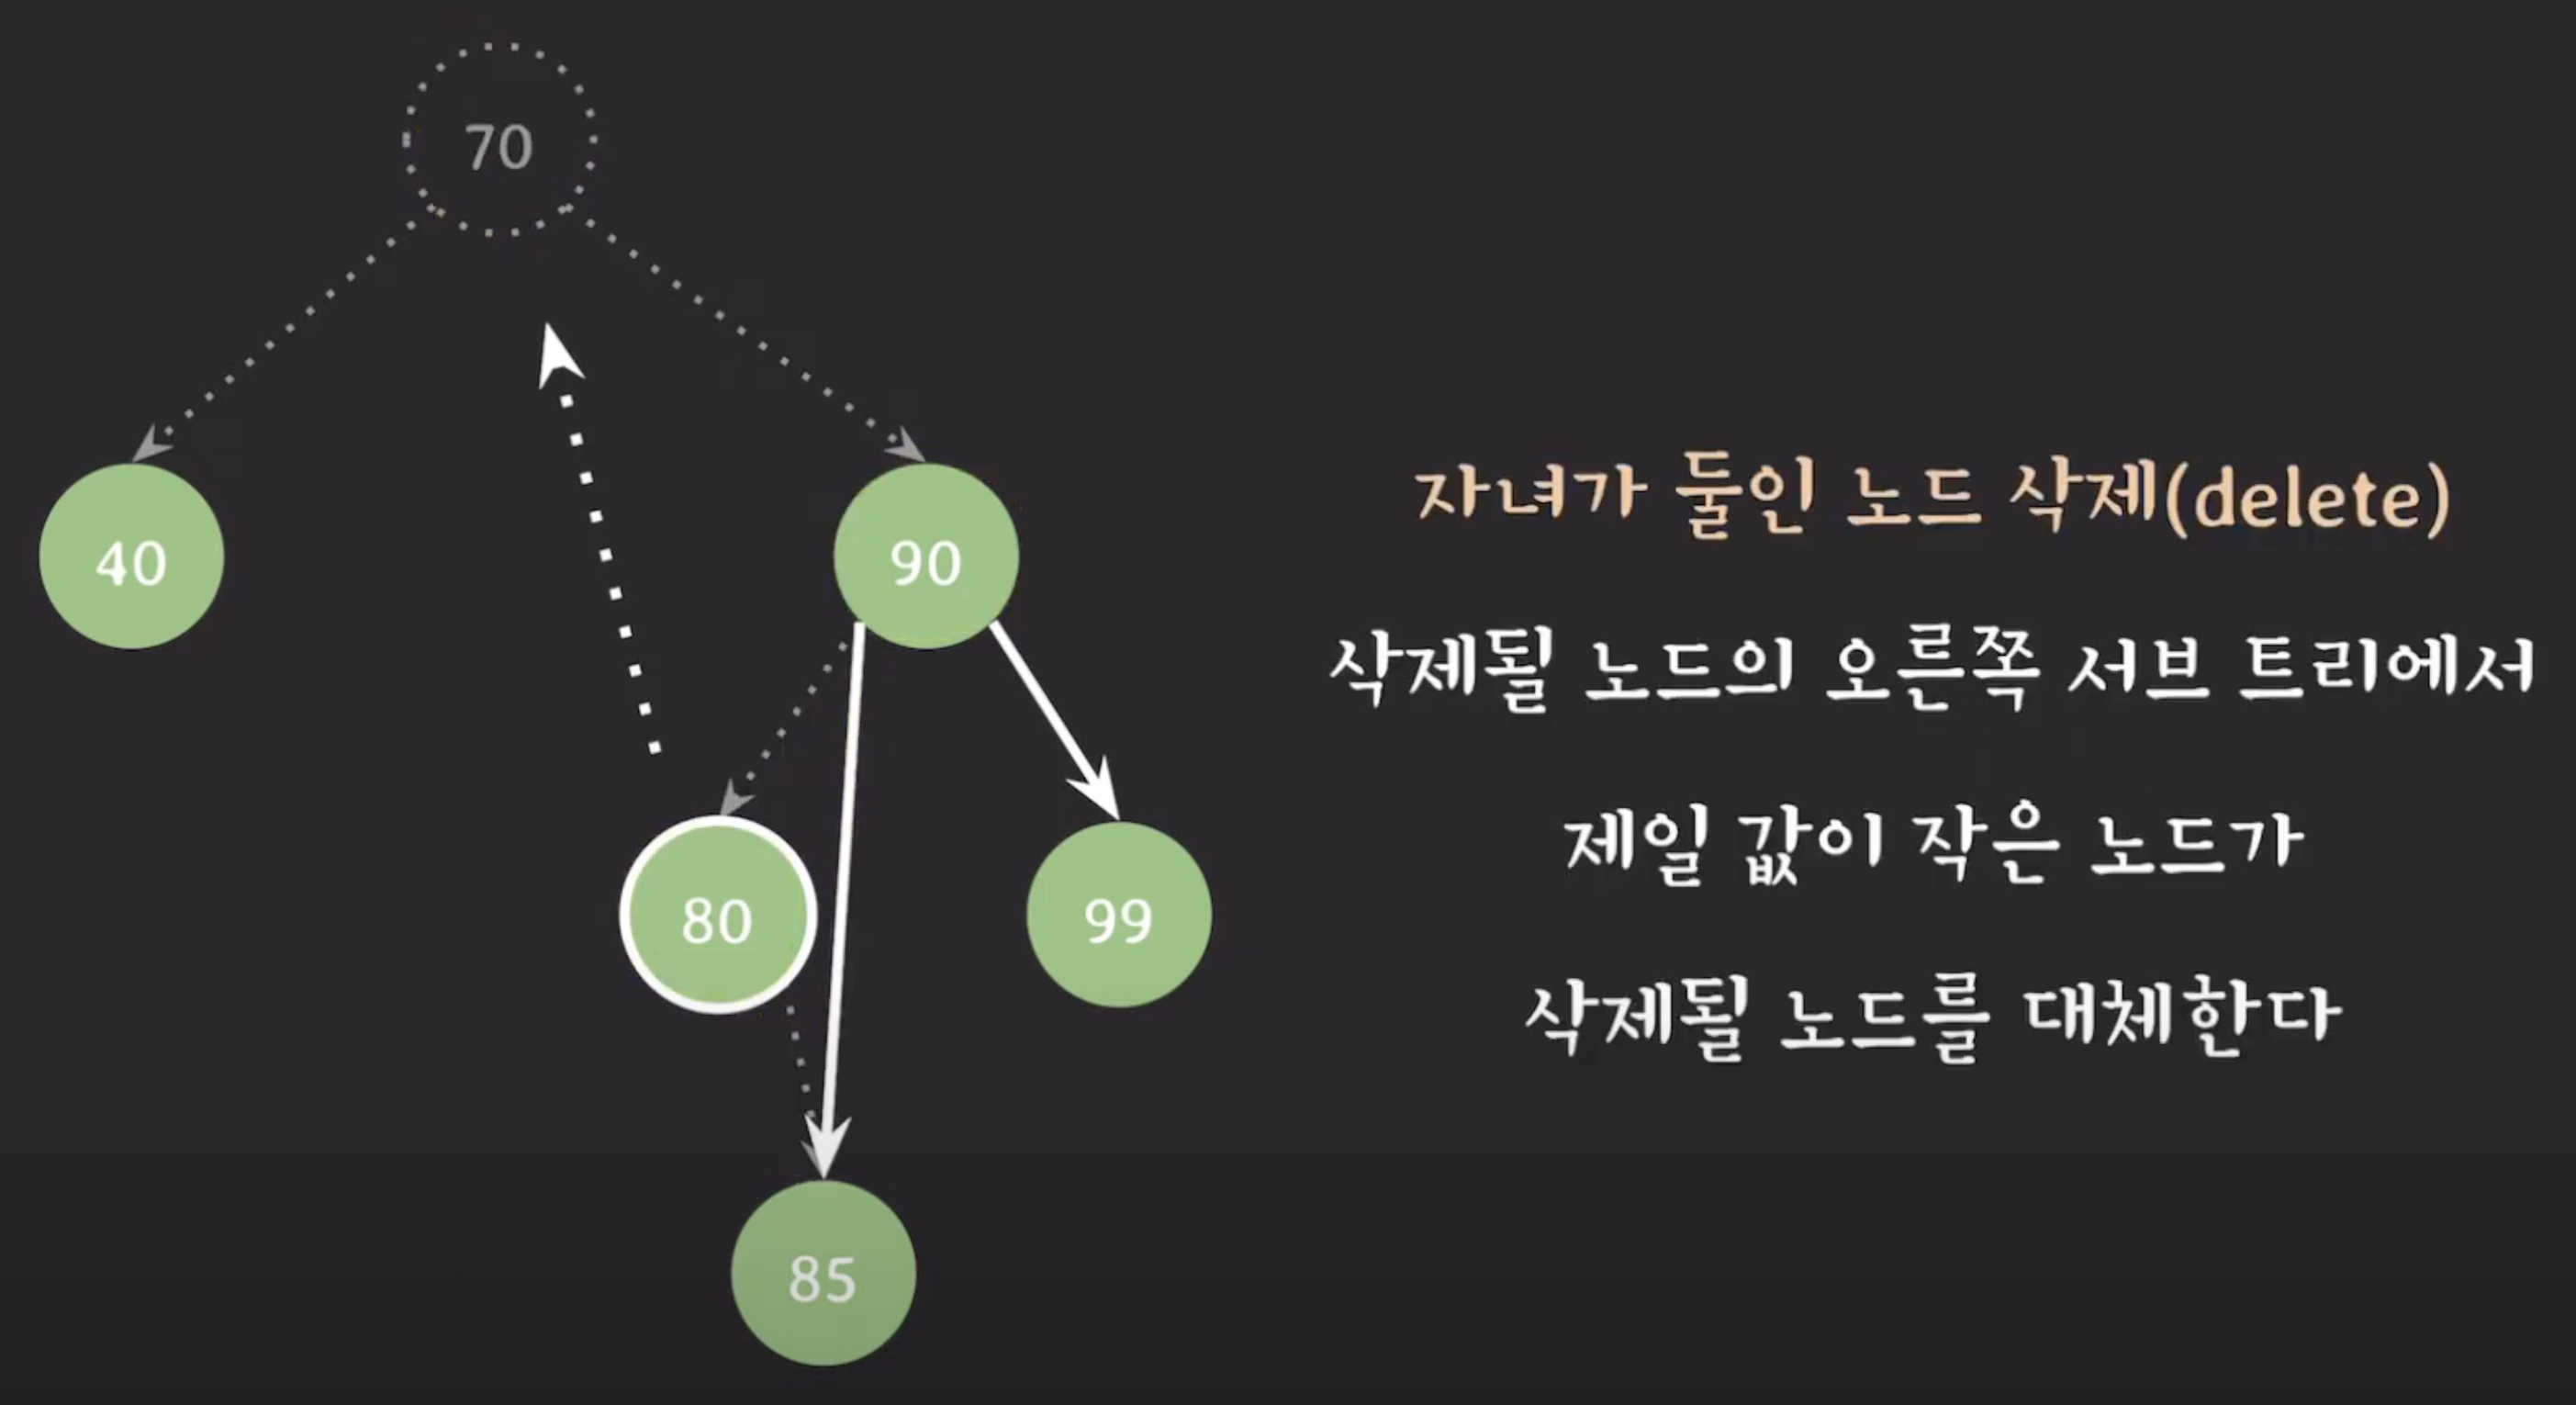 70
40
90
80
99
85
자녀가 둘인 노드 삭제(delete)
삭제될 노드의 오른쪽 서브 트리에서
제일 값이 작은 노드가
삭제될 노드를 대체한다